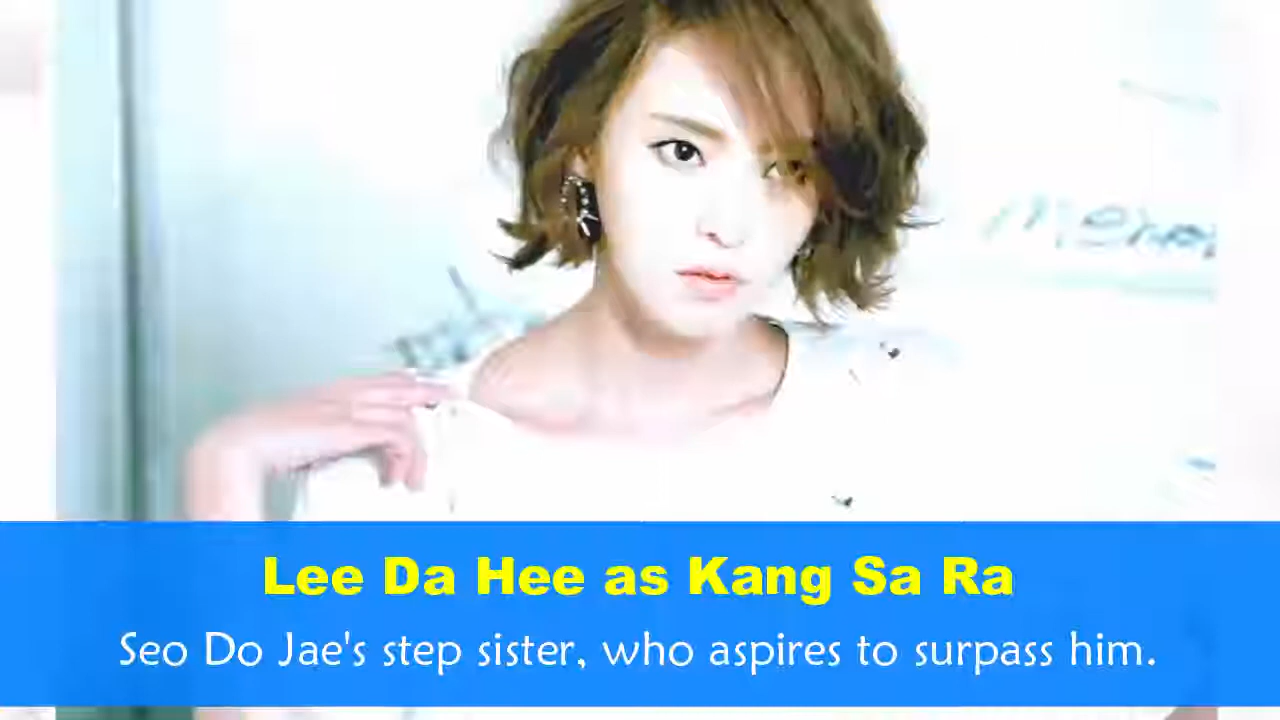 Lee Da Hee as Kang Sa Ra
Seo Do Jae's step sister, who aspires to surpass him.